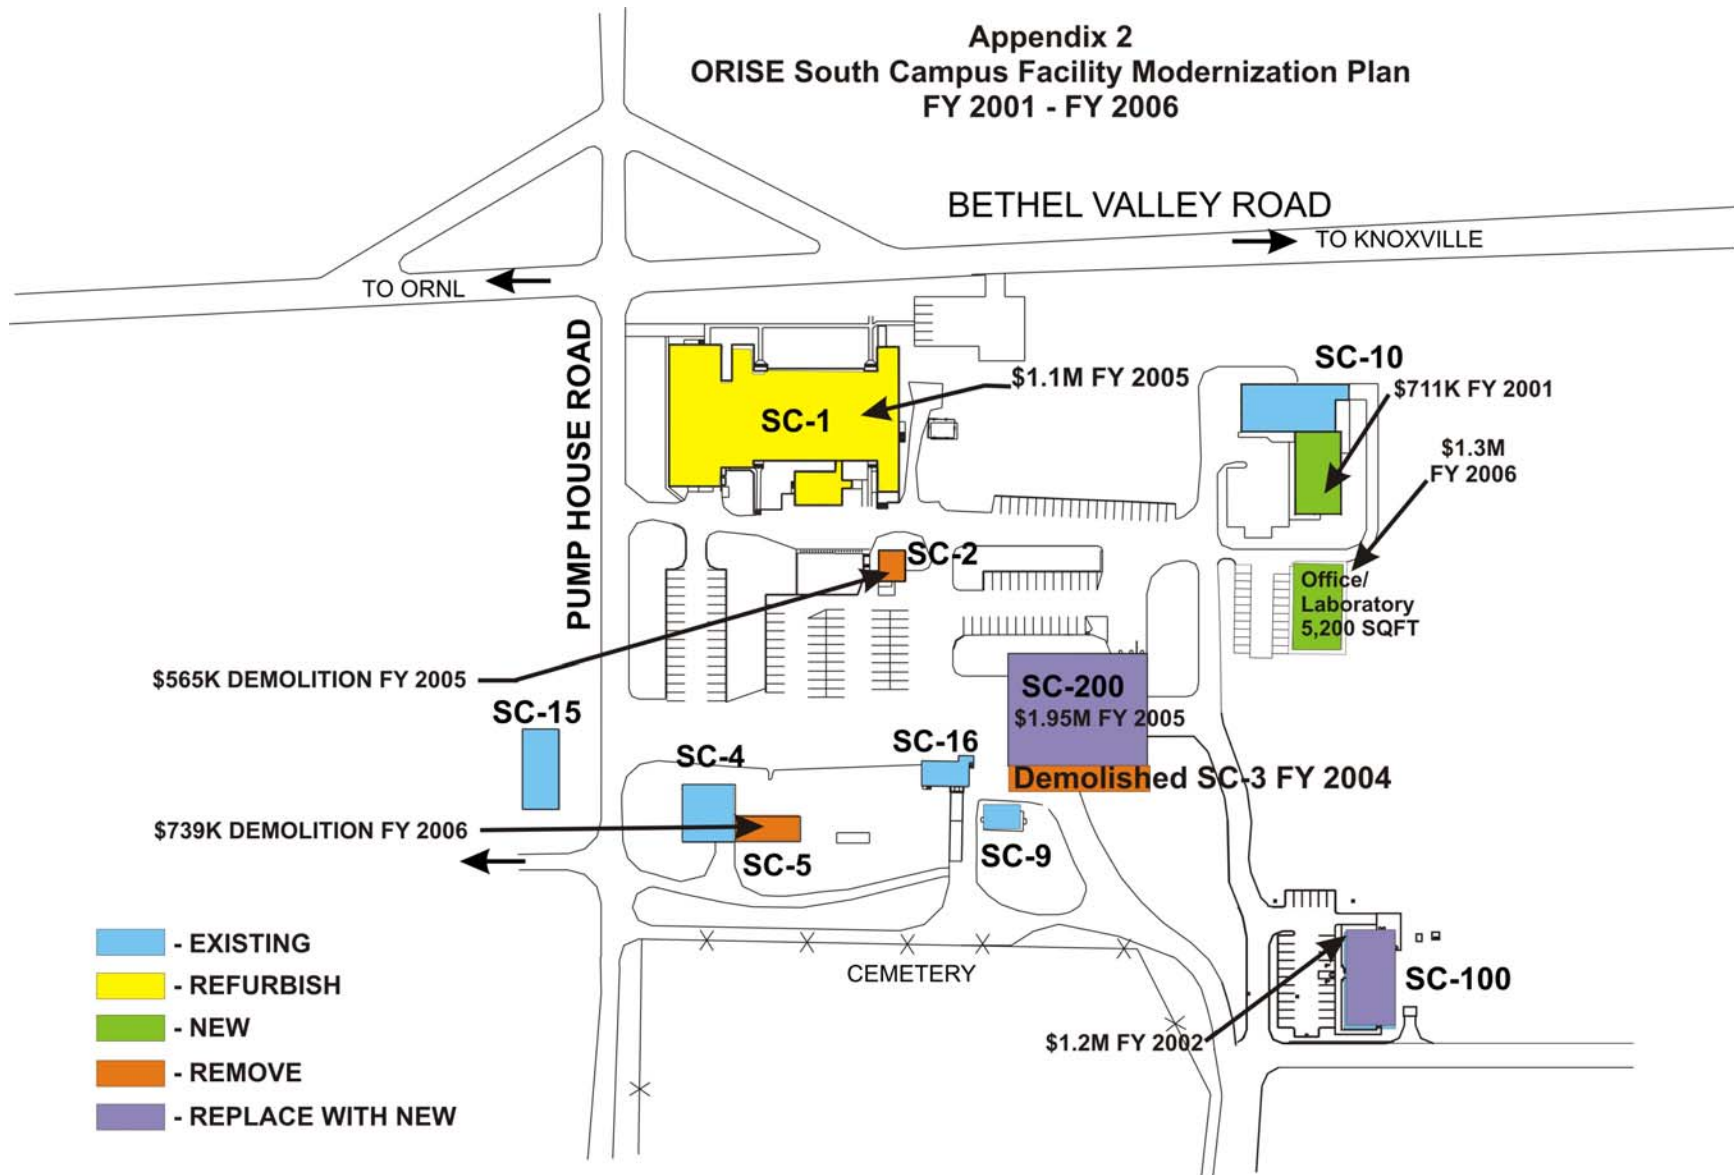 Appendix 2
ORISE South Campus Facility Modernization Plan
FY 2001 - FY 2006
BETHEL VALLEY ROAD
TO KNOXVILLE
TO ORNL
PUMP HOUSE ROAD
SC-1
$1.1M FY 2005
SC-10
$711K FY 2001
$1.3M
FY 2006
SC-2
Office/
Laboratory
5,200 SQFT
$565K DEMOLITION FY 2005
SC-15
SC-200
$1.95M FY 2005
SC-16
SC-4
Demolished SC-3 FY 2004
$739K DEMOLITION FY 2006
SC-5
SC-9
- EXISTING
- REFURBISH
- NEW
- REMOVE
- REPLACE WITH NEW
CEMETERY
SC-100
$1.2M FY 2002